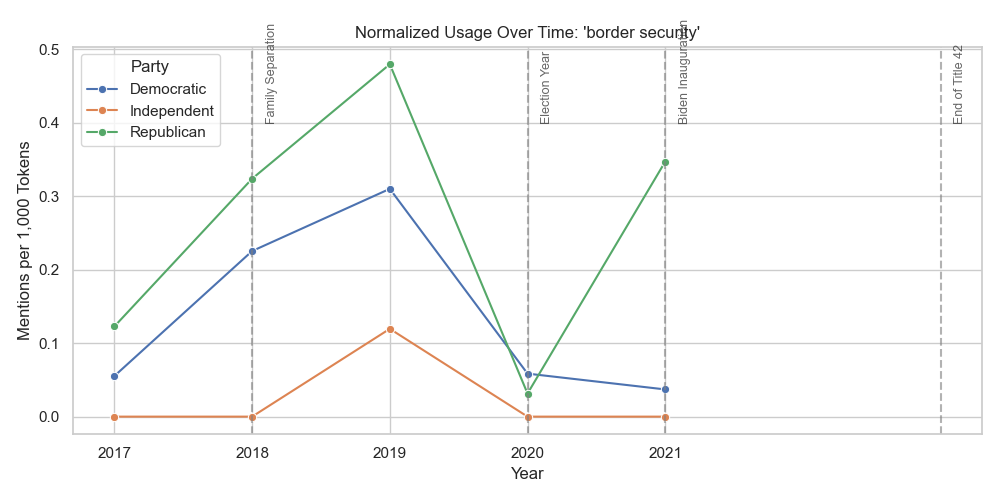 Normalized Usage Over Time: 'border security'
Mentions per 1,000 Tokens
0.5
0.4
0.3
0.2
0.1
0.0
Party
Democratic
Independent
Republican
Family Separation
Election Year
Biden Inauguration
End of Title 42
2017
2018
2019
2020
2021
Year